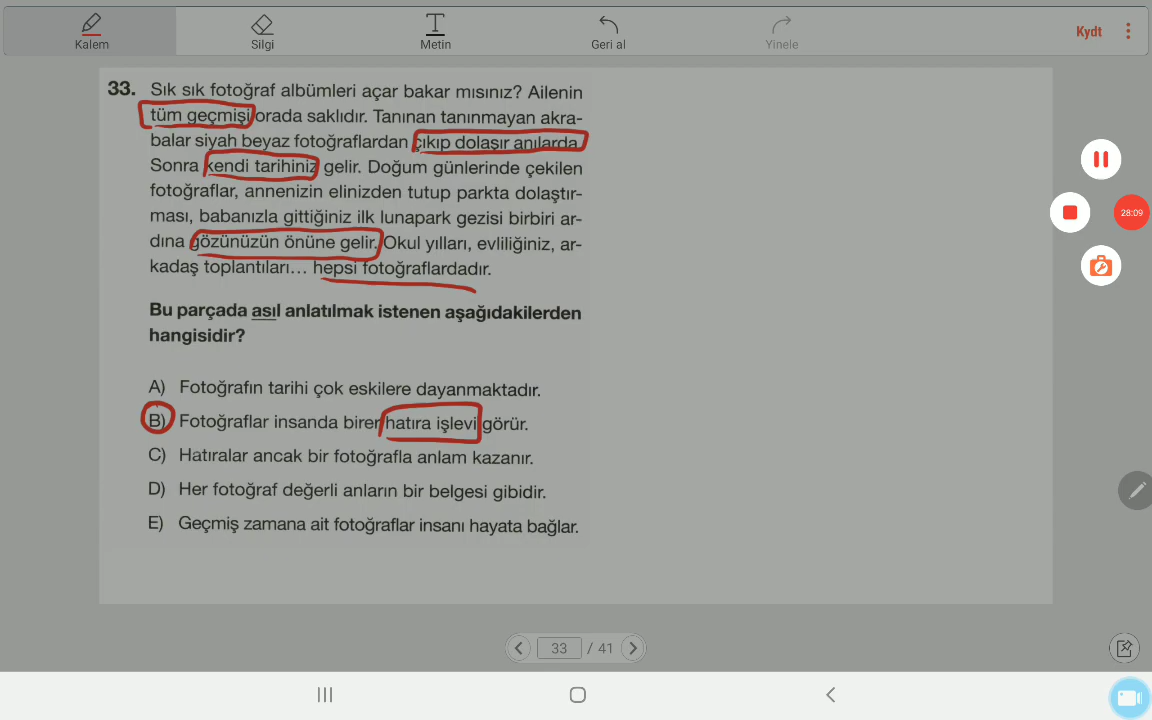 Kalem
Silgi
Metin
Geri al
Yinele
Kydt
33. Sık sık fotoğraf albümleri açar bakar mısınız? Ailenin
tüm geçmişi orada saklıdır. Tanınan tanınmayan akra-
balar siyah beyaz fotoğraflardan çıkıp dolaşır anılarda.
Sonra kendi tarihiniz gelir. Doğum günlerinde çekilen
fotoğraflar, annenizin elinizden tutup parkta dolaştır-
ması, babanızla gittiğiniz ilk lunapark gezisi birbiri ar-
dına gözünüzün önüne gelir. Okul yılları, evliliğiniz, ar-
kadaş toplantıları... hepsi fotoğraflardadır.
Bu parçada asıl anlatılmak istenen aşağıdakilerden
hangisidir?
A) Fotoğrafın tarihi çok eskilere dayanmaktadır.
B) Fotoğraflar insanda birer hatıra işlevi görür.
C) Hatıralar ancak bir fotoğrafla anlam kazanır.
D) Her fotoğraf değerli anların bir belgesi gibidir.
E) Geçmiş zamana ait fotoğraflar insanı hayata bağlar.
28:09
33 / 41